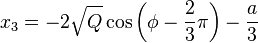 x_3 = -2\sqrt{Q}\cos\left(\phi - \frac{2}{3}\pi\right) - \frac{a}{3}